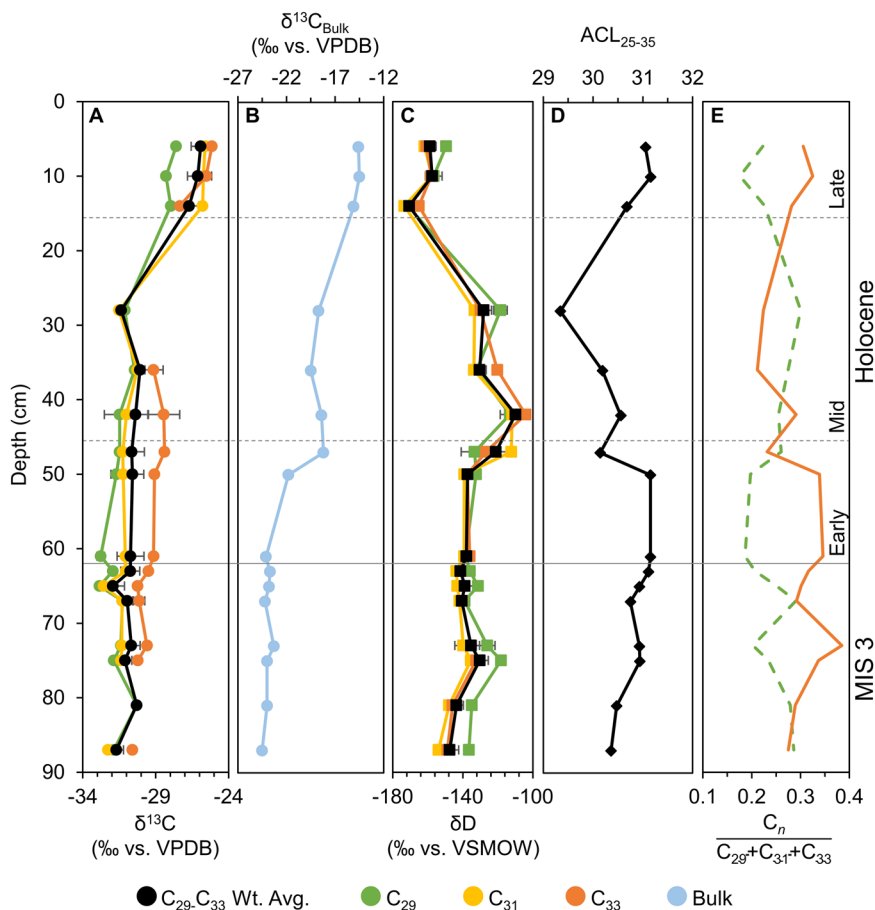 δ¹³C_Bulk
(‰ vs. VPDB)
ACL₂₅₋₃₅
-27 -22 -17 -12
29 30 31 32
A B C D E
0
10
20
30
40
50
60
70
80
90
Depth (cm)
Late
Mid
Early
Holocene
MIS 3
-34 -29 -24
-180 -140 -100
0.1 0.2 0.3 0.4
δ¹³C
(‰ vs. VPDB)
δD
(‰ vs. VSMOW)
Cₙ
C₂₉+C₃₁+C₃₃
C₂₉-C₃₃ Wt. Avg. C₂₉ C₃₁ C₃₃ Bulk